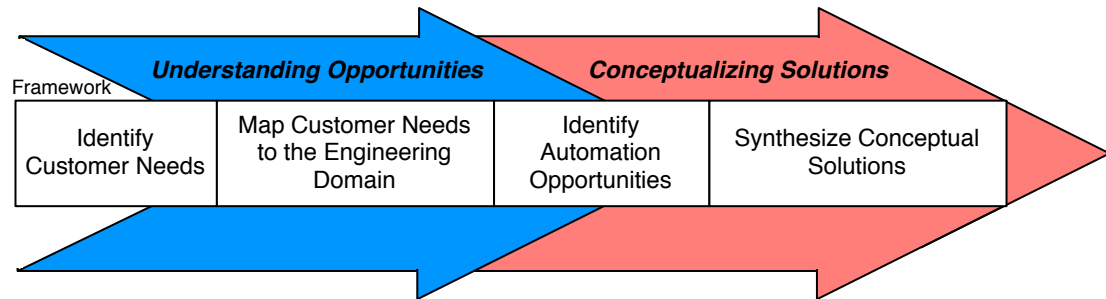 Understanding Opportunities
Conceptualizing Solutions
Framework
Identify
Customer Needs
Map Customer Needs
to the Engineering
Domain
Identify
Automation
Opportunities
Synthesize Conceptual
Solutions